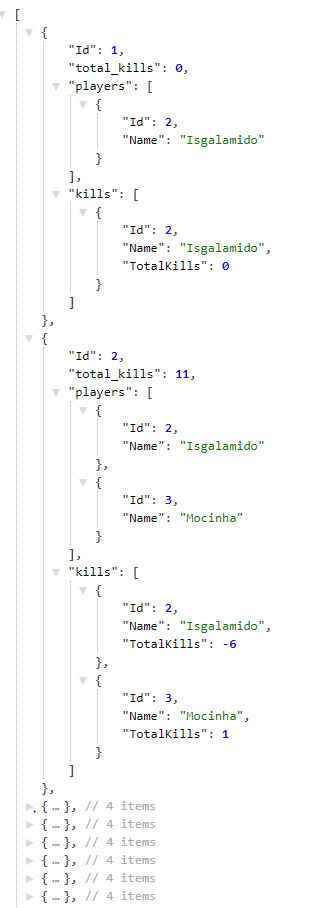 [
{
"Id": 1,
"total_kills": 0,
"players": [
{
"Id": 2,
"Name": "Isgalamido"
}
],
"kills": [
{
"Id": 2,
"Name": "Isgalamido",
"TotalKills": 0
}
]
},
{
"Id": 2,
"total_kills": 11,
"players": [
{
"Id": 2,
"Name": "Isgalamido"
},
{
"Id": 3,
"Name": "Mocinha"
}
],
"kills": [
{
"Id": 2,
"Name": "Isgalamido",
"TotalKills": -6
},
{
"Id": 3,
"Name": "Mocinha",
"TotalKills": 1
}
]
},
{ … }, // 4 items
{ … }, // 4 items
{ … }, // 4 items
{ … }, // 4 items
{ … }, // 4 items
{ … }, // 4 items